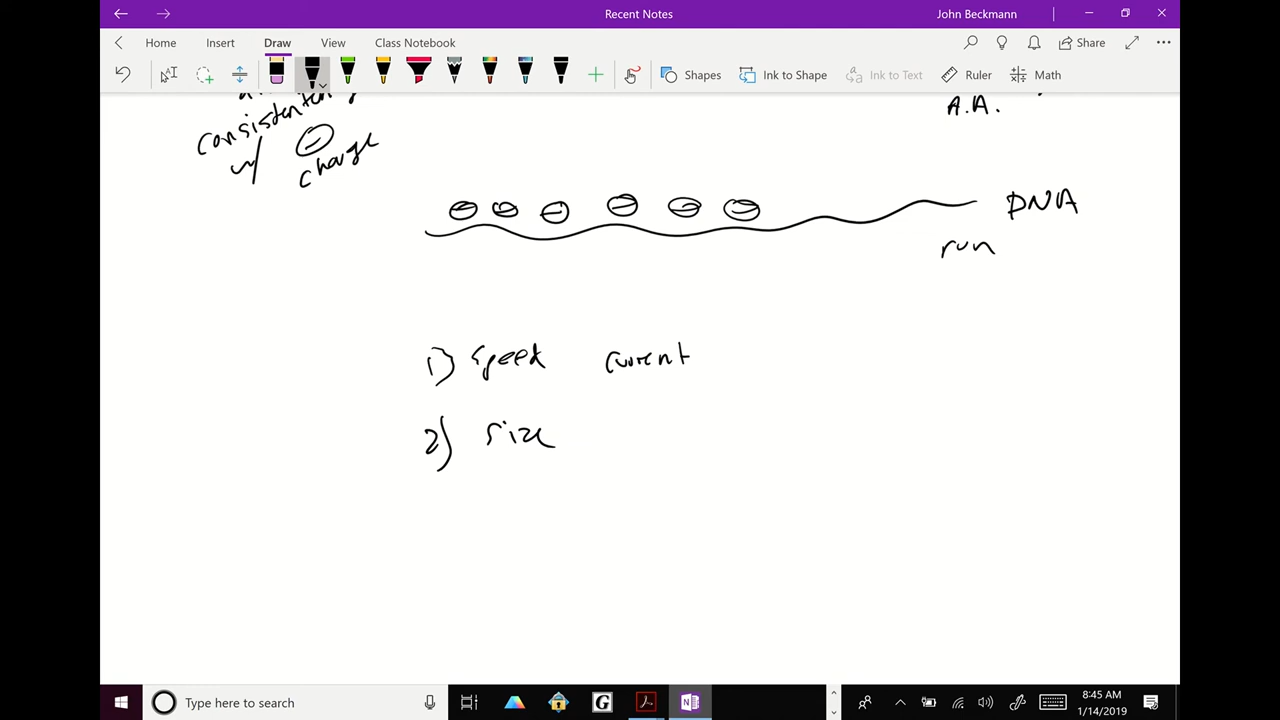 Recent Notes
John Beckmann
Home Insert Draw View Class Notebook
Share
Shapes
Ink to Shape
Ink to Text
Ruler
Math
consistently
w/ - charge
A.A.
DNA
run
1) speed current
2) size
Type here to search
8:45 AM
1/14/2019